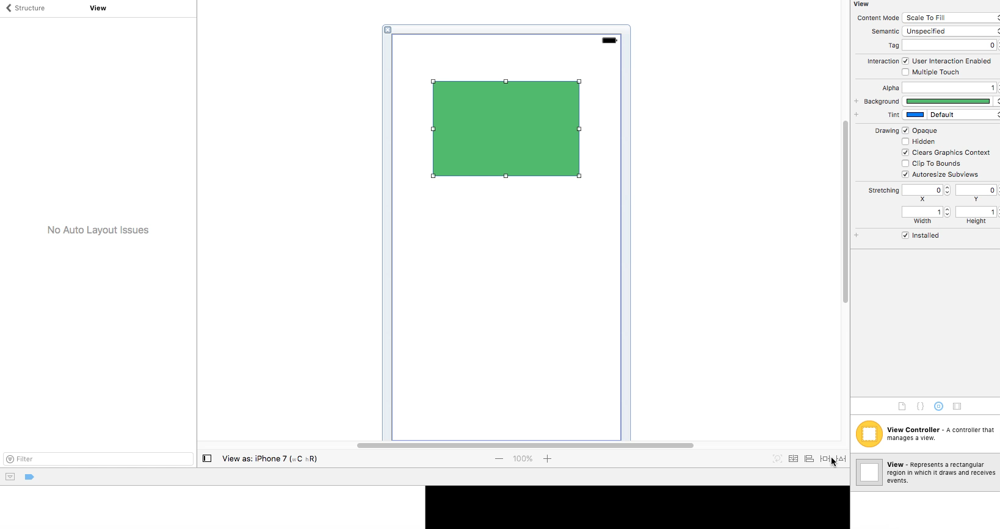 Structure
View
No Auto Layout Issues
Filter
View as: iPhone 7 (wC hR)
100%
View
Content Mode Scale To Fill
Semantic Unspecified
Tag 0
Interaction User Interaction Enabled
Multiple Touch
Alpha 1
Background
Tint Default
Drawing Opaque
Hidden
Clears Graphics Context
Clip To Bounds
Autoresize Subviews
Stretching 0 0
X Y
1 1
Width Height
Installed
View Controller - A controller that
manages a view.
View - Represents a rectangular
region in which it draws and receives
events.